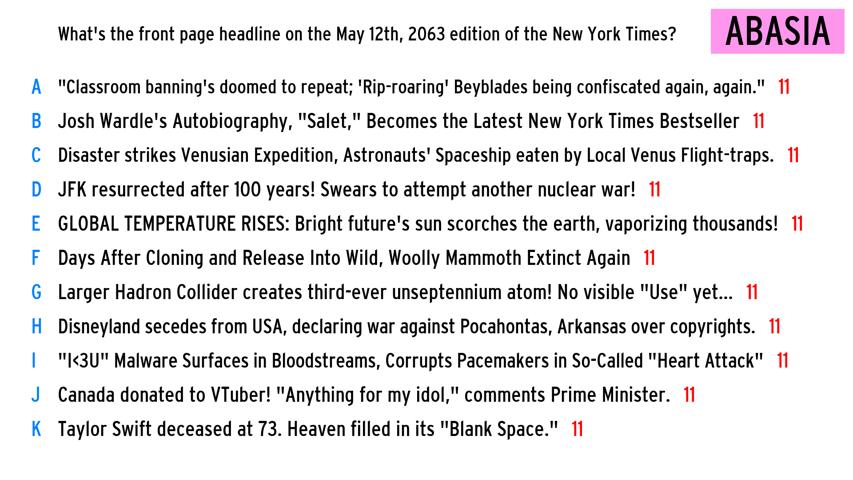 What's the front page headline on the May 12th, 2063 edition of the New York Times?
ABASIA
A "Classroom banning's doomed to repeat; 'Rip-roaring' Beyblades being confiscated again, again." 11
B Josh Wardle's Autobiography, "Salet," Becomes the Latest New York Times Bestseller 11
C Disaster strikes Venusian Expedition, Astronauts' Spaceship eaten by Local Venus Flight-traps. 11
D JFK resurrected after 100 years! Swears to attempt another nuclear war! 11
E GLOBAL TEMPERATURE RISES: Bright future's sun scorches the earth, vaporizing thousands! 11
F Days After Cloning and Release Into Wild, Woolly Mammoth Extinct Again 11
G Larger Hadron Collider creates third-ever unseptennium atom! No visible "Use" yet... 11
H Disneyland secedes from USA, declaring war against Pocahontas, Arkansas over copyrights. 11
I "I<3U" Malware Surfaces in Bloodstreams, Corrupts Pacemakers in So-Called "Heart Attack" 11
J Canada donated to VTuber! "Anything for my idol," comments Prime Minister. 11
K Taylor Swift deceased at 73. Heaven filled in its "Blank Space." 11